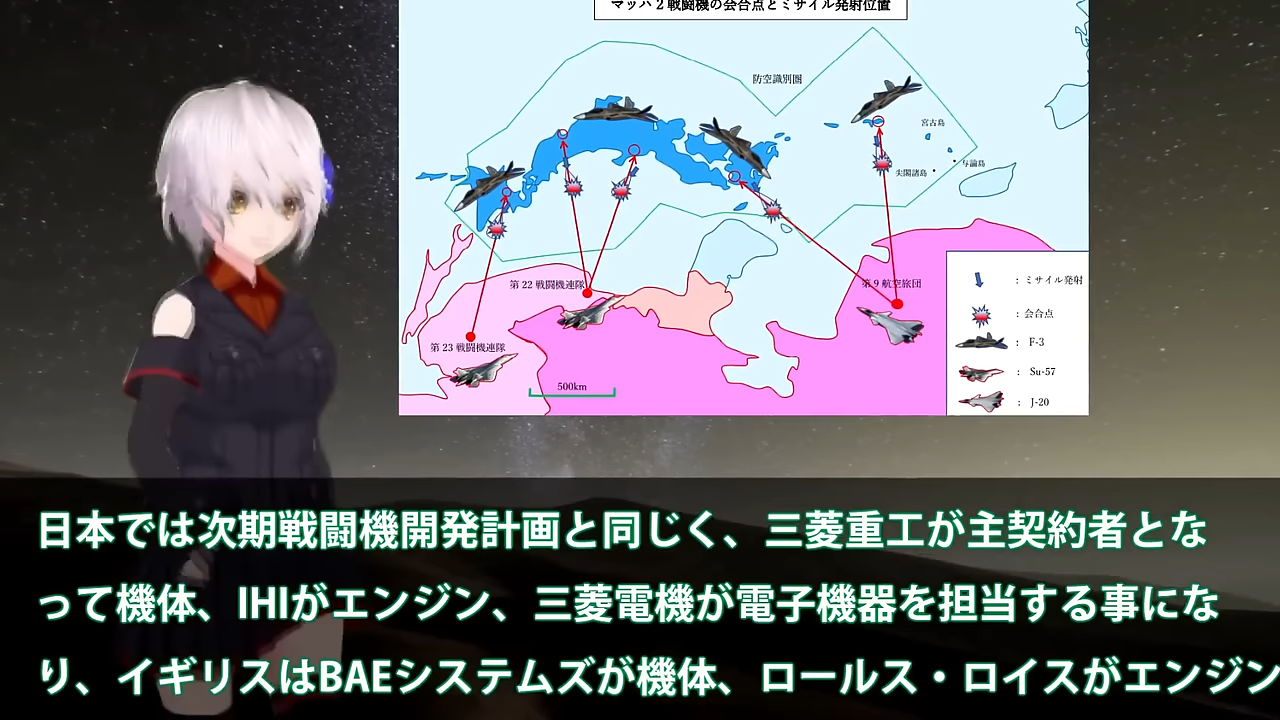 マッハ2戦闘機の会合点とミサイル発射位置
防空識別圏
宮古島
与論島
尖閣諸島
第22戦闘機連隊
第9航空旅団
第23戦闘機連隊
500km
：ミサイル発射
：会合点
： F-3
： Su-57
： J-20
日本では次期戦闘機開発計画と同じく、三菱重工が主契約者とな
って機体、IHIがエンジン、三菱電機が電子機器を担当する事にな
り、イギリスはBAEシステムズが機体、ロールス・ロイスがエンジン